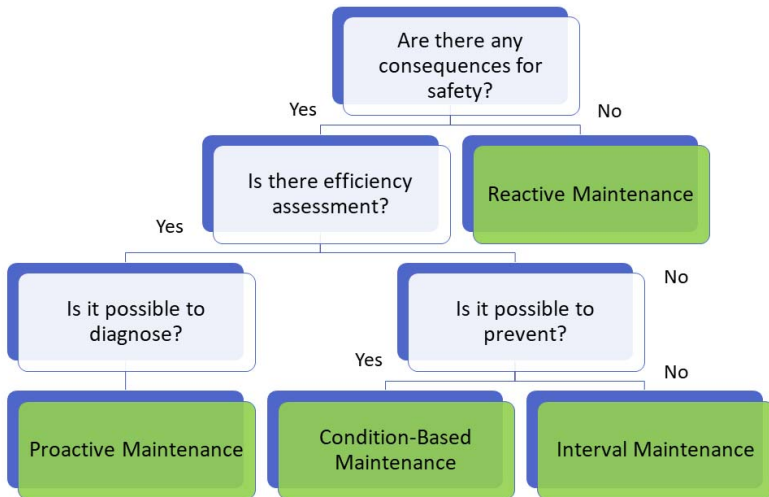 Are there any
consequences for
safety?
Yes
No
Is there efficiency
assessment?
Reactive Maintenance
Yes
No
Is it possible to
diagnose?
Is it possible to
prevent?
Yes
No
Proactive Maintenance
Condition-Based
Maintenance
Interval Maintenance